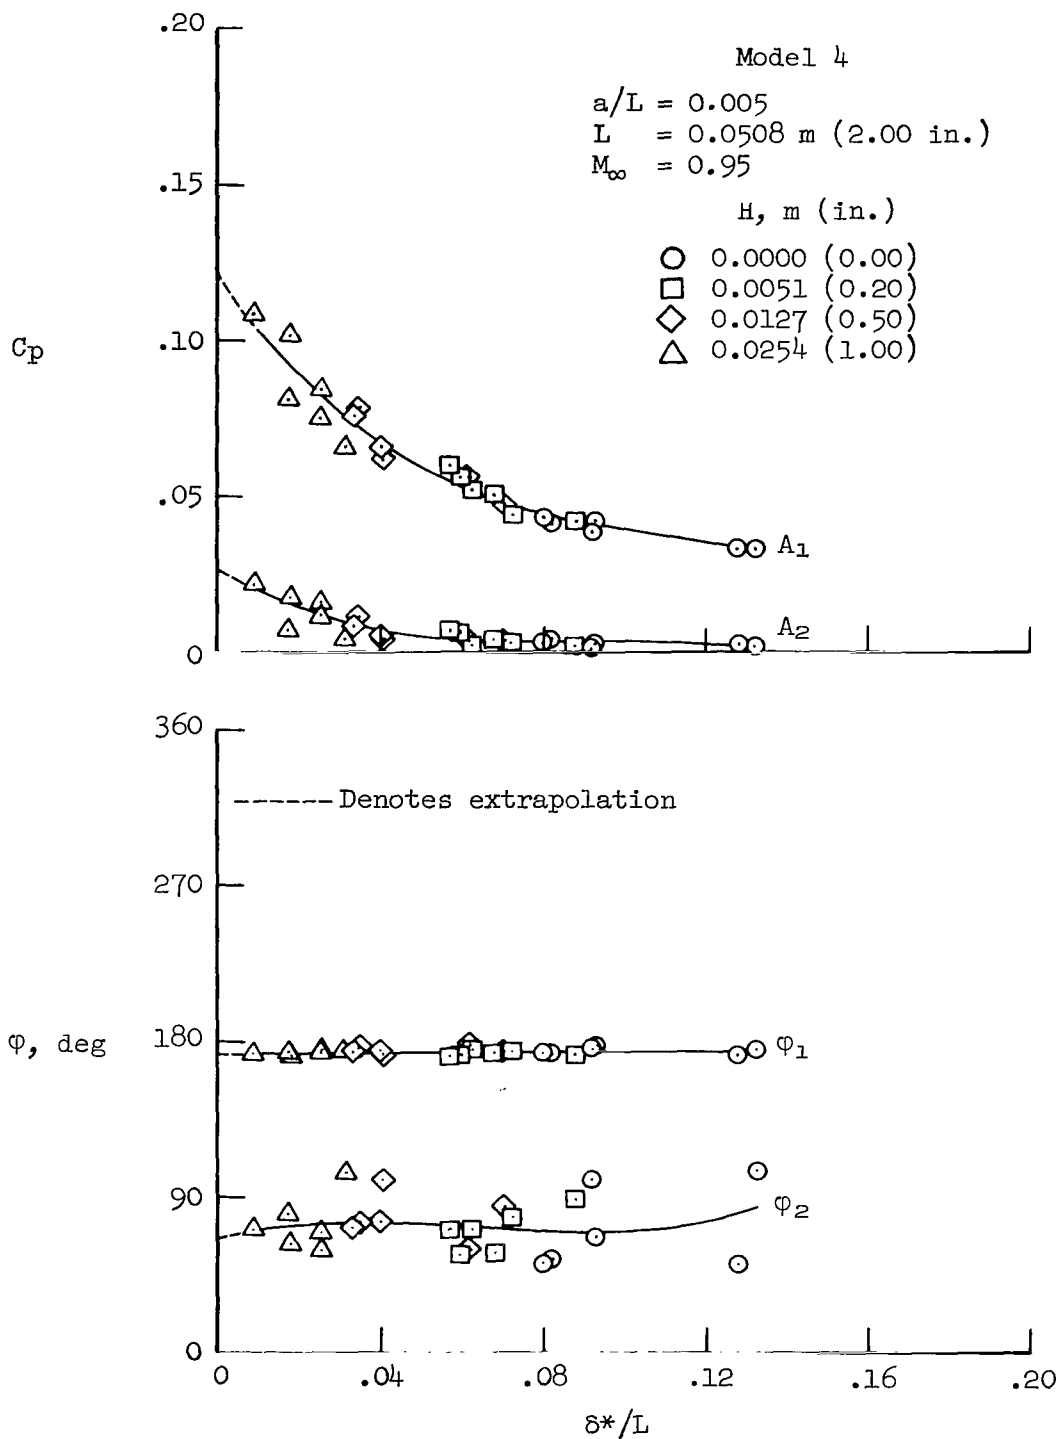 .20
Model 4
a/L = 0.005
L = 0.0508 m (2.00 in.)
M∞ = 0.95
.15
H, m (in.)
0.0000 (0.00)
0.0051 (0.20)
0.0127 (0.50)
0.0254 (1.00)
Cp
.10
.05
A1
A2
0
360
Denotes extrapolation
270
φ, deg
180
φ1
90
φ2
0
0 .04 .08 .12 .16 .20
δ*/L